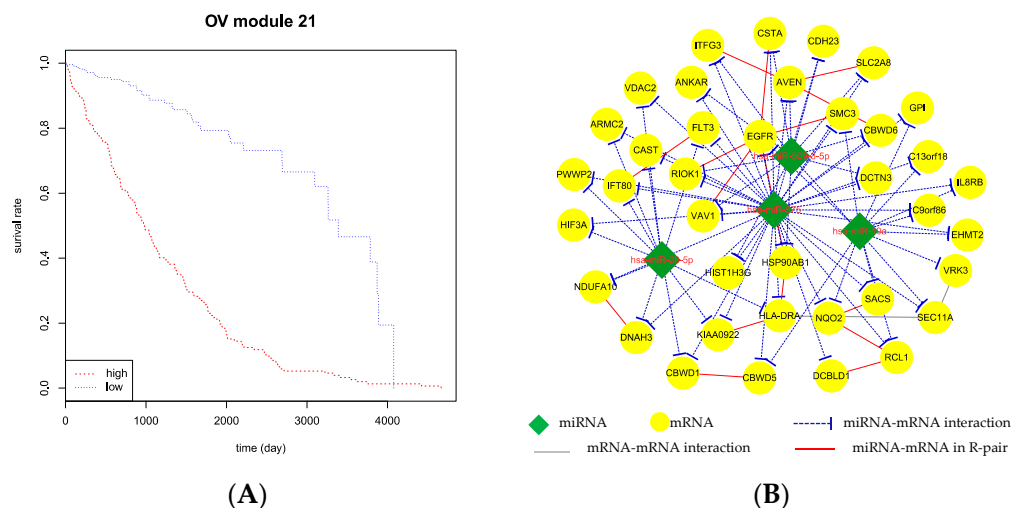 OV module 21
surival rate
1.0
0.8
0.6
0.4
0.2
0.0
high
low
0 1000 2000 3000 4000
time (day)
(A)
CSTA
ITFG3
CDH23
SLC2A8
ANKAR
AVEN
VDAC2
GPI
SMC3
ARMC2
FLT3
EGFR
CBWD6
CAST
C13orf18
PWWP2
RIOK1
DCTN3
IL8RB
IFT80
C9orf86
HIF3A
VAV1
EHMT2
HSP90AB1
VRK3
NDUFA10
HIST1H3G
SACS
HLA-DRA
NQO2
SEC11A
DNAH3
KIAA0922
RCL1
CBWD1
CBWD5
DCBLD1
miRNA
mRNA
miRNA-mRNA interaction
mRNA-mRNA interaction
miRNA-mRNA in R-pair
(B)